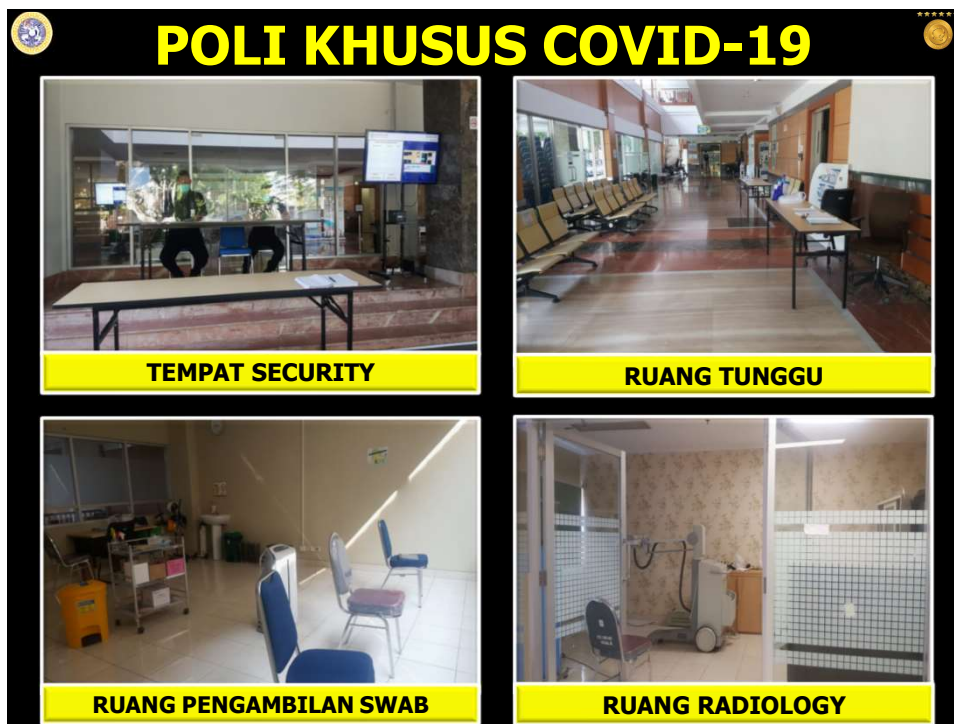 POLI KHUSUS COVID-19
TEMPAT SECURITY
RUANG TUNGGU
RUANG PENGAMBILAN SWAB
RUANG RADIOLOGY